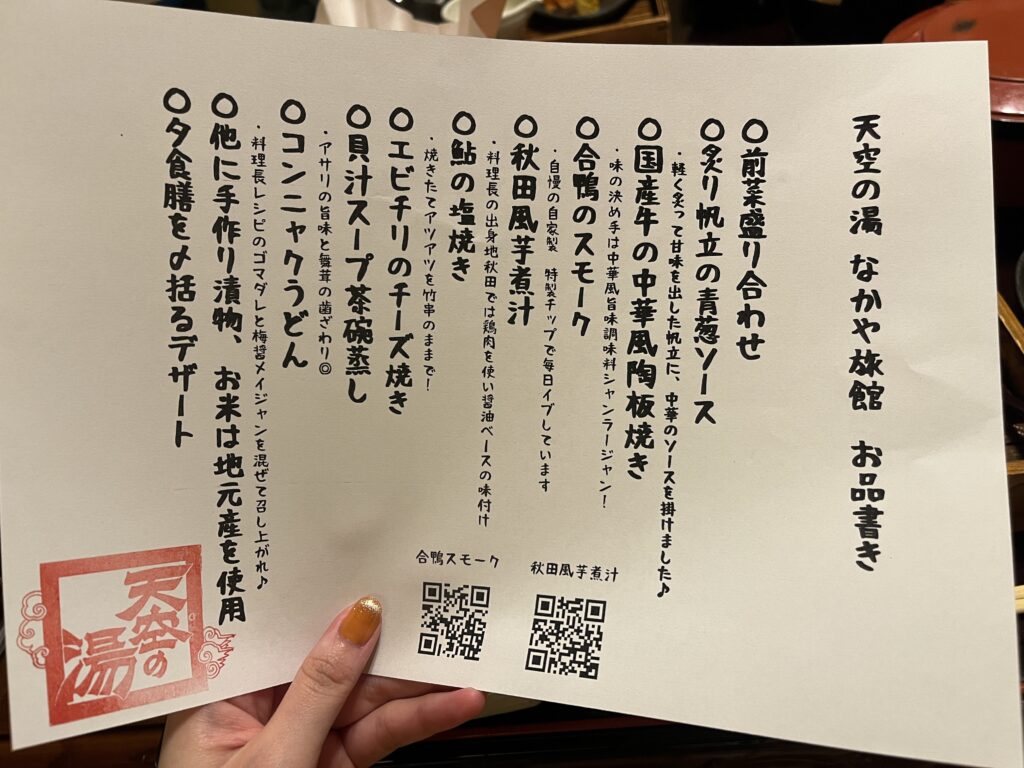 天空の湯 なかや旅館 お品書き
○前菜盛り合わせ
○炙り帆立の青葱ソース
・軽く炙って甘味を出した帆立に、中華のソースを掛けました♪
○国産牛の中華風陶板焼き
・味の決め手は中華風旨味調味料シャンラージャン！
○合鴨のスモーク
・自慢の自家製 特製チップで毎日イブしています
○秋田風芋煮汁
・料理長の出身地秋田では鶏肉を使い醤油ベースの味付け
○鮎の塩焼き
・焼きたてアツアツを竹串のままで！
○エビチリのチーズ焼き
○貝汁スープ茶碗蒸し
・アサリの旨味と舞茸の歯ざわり◎
○コンニャクうどん
・料理長レシピのゴマダレと梅醤メイジャンを混ぜて召し上がれ♪
○他に手作り漬物、お米は地元産を使用
○夕食膳を〆括るデザート
秋田風芋煮汁
合鴨スモーク
天空の
湯